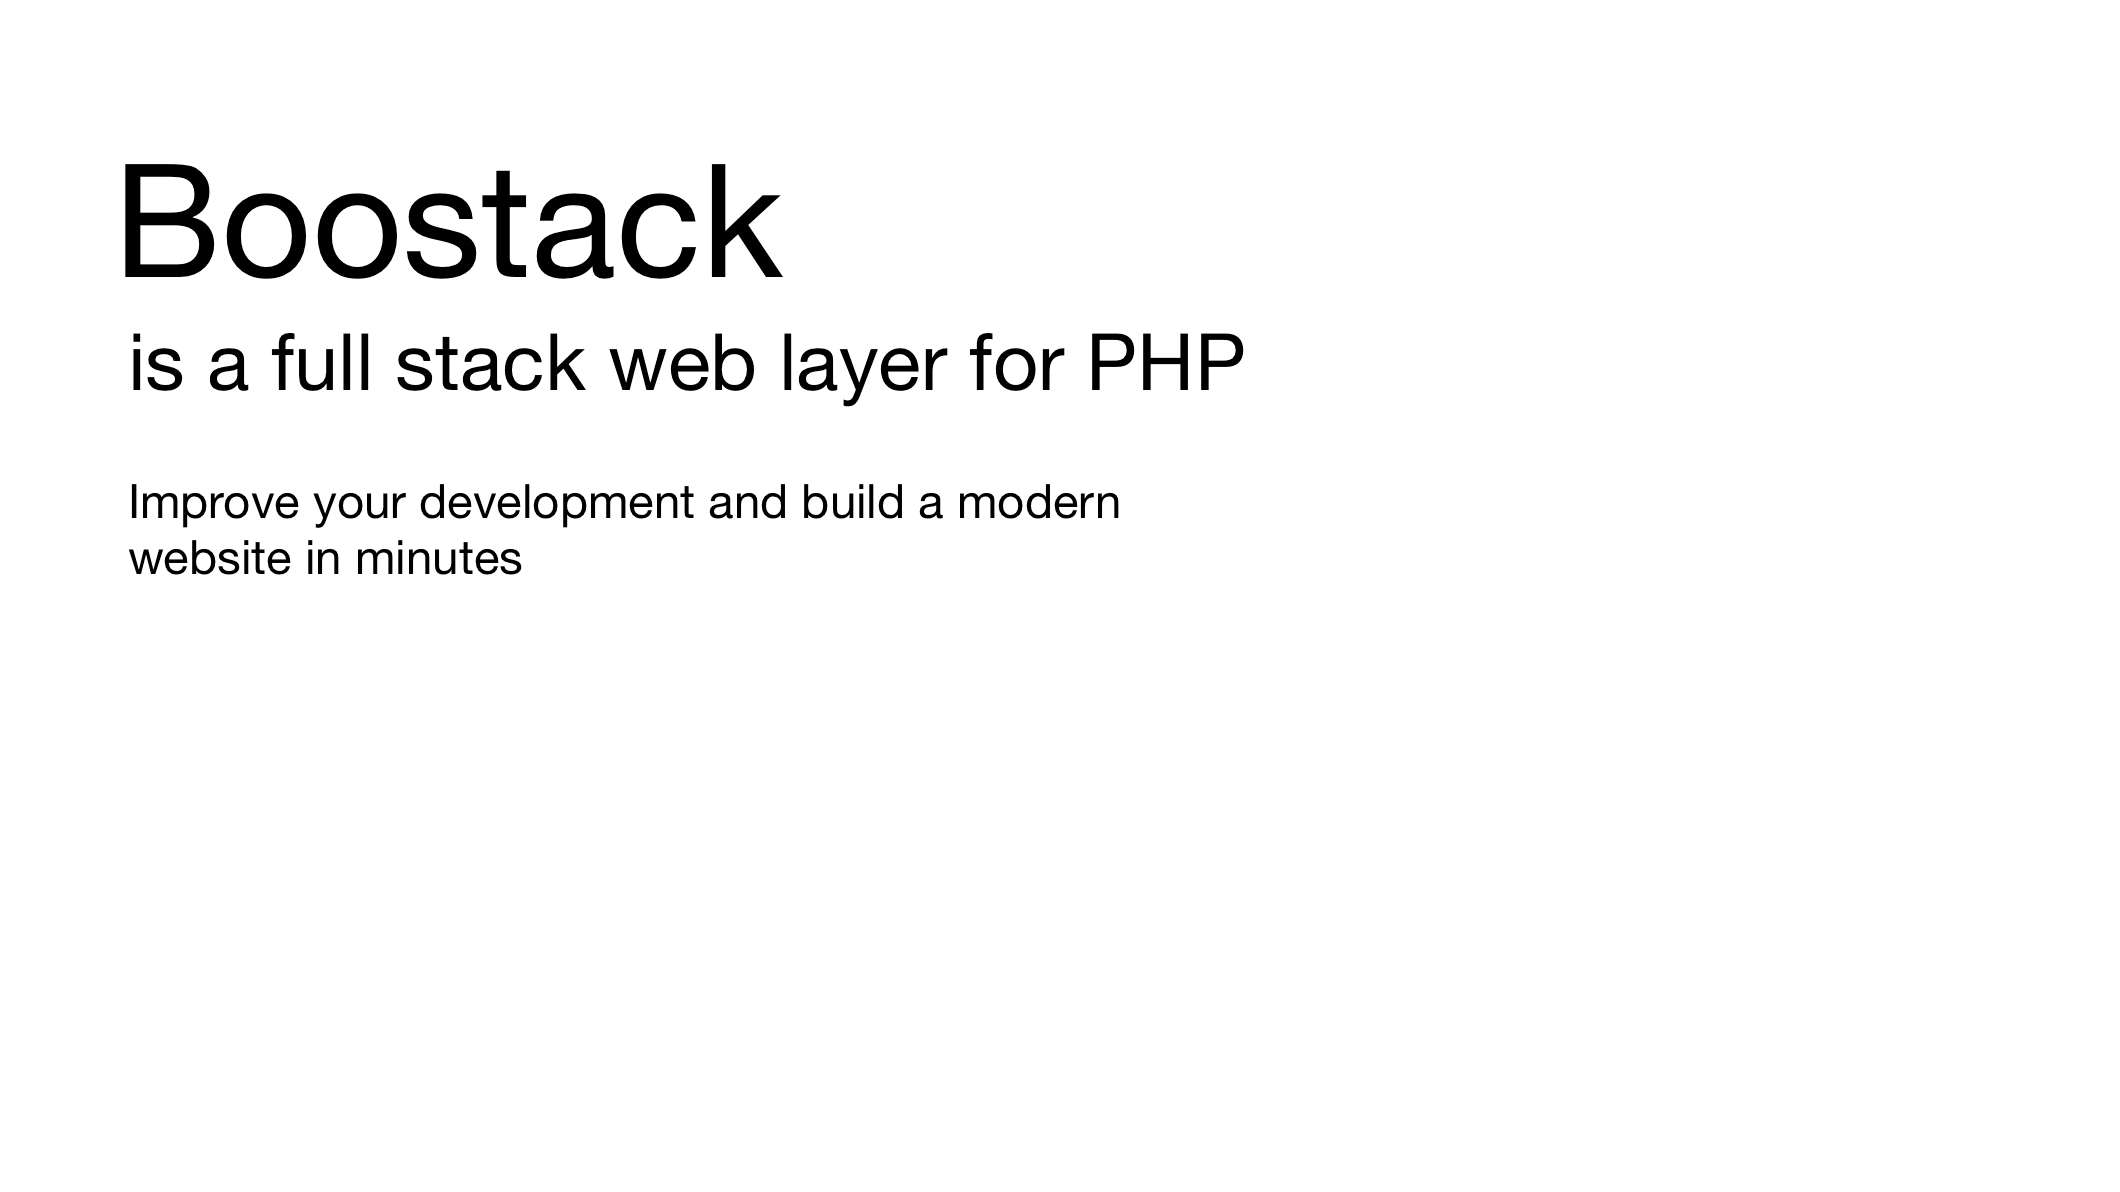 Boostack
is a full stack web layer for PHP
Improve your development and build a modern
website in minutes